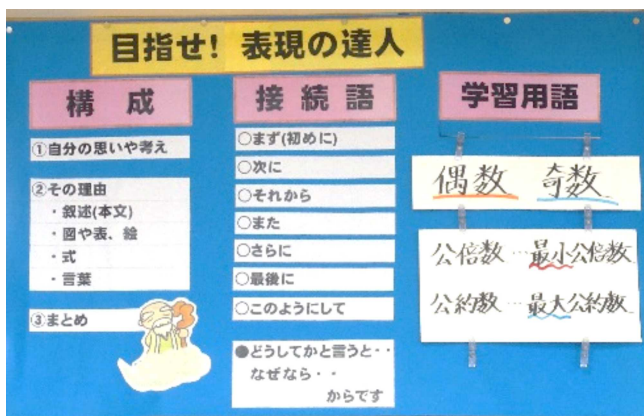 目指せ！表現の達人
構成
①自分の思いや考え
②その理由
・叙述(本文)
・図や表、絵
・式
・言葉
③まとめ
接続語
○まず(初めに)
○次に
○それから
○また
○さらに
○最後に
○このようにして
●どうしてかと言うと・・
なぜなら・・
からです
学習用語
偶数 奇数
公倍数…最小公倍数
公約数…最大公約数